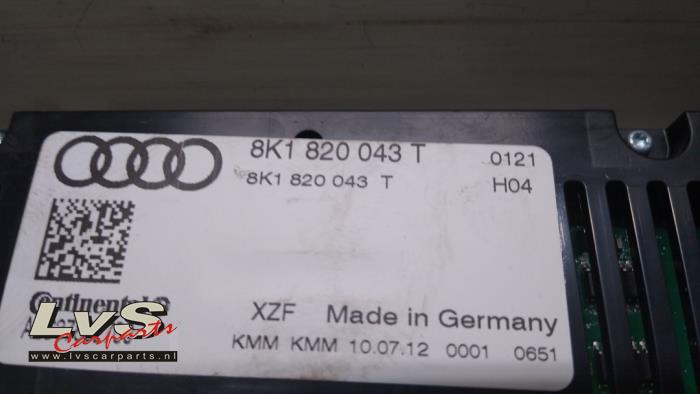 8K1 820 043 T 0121
8K1 820 043 T H04
Continental
XZF Made in Germany
KMM KMM 10.07.12 0001 0651
LvS
Carparts
www.lvscarparts.nl